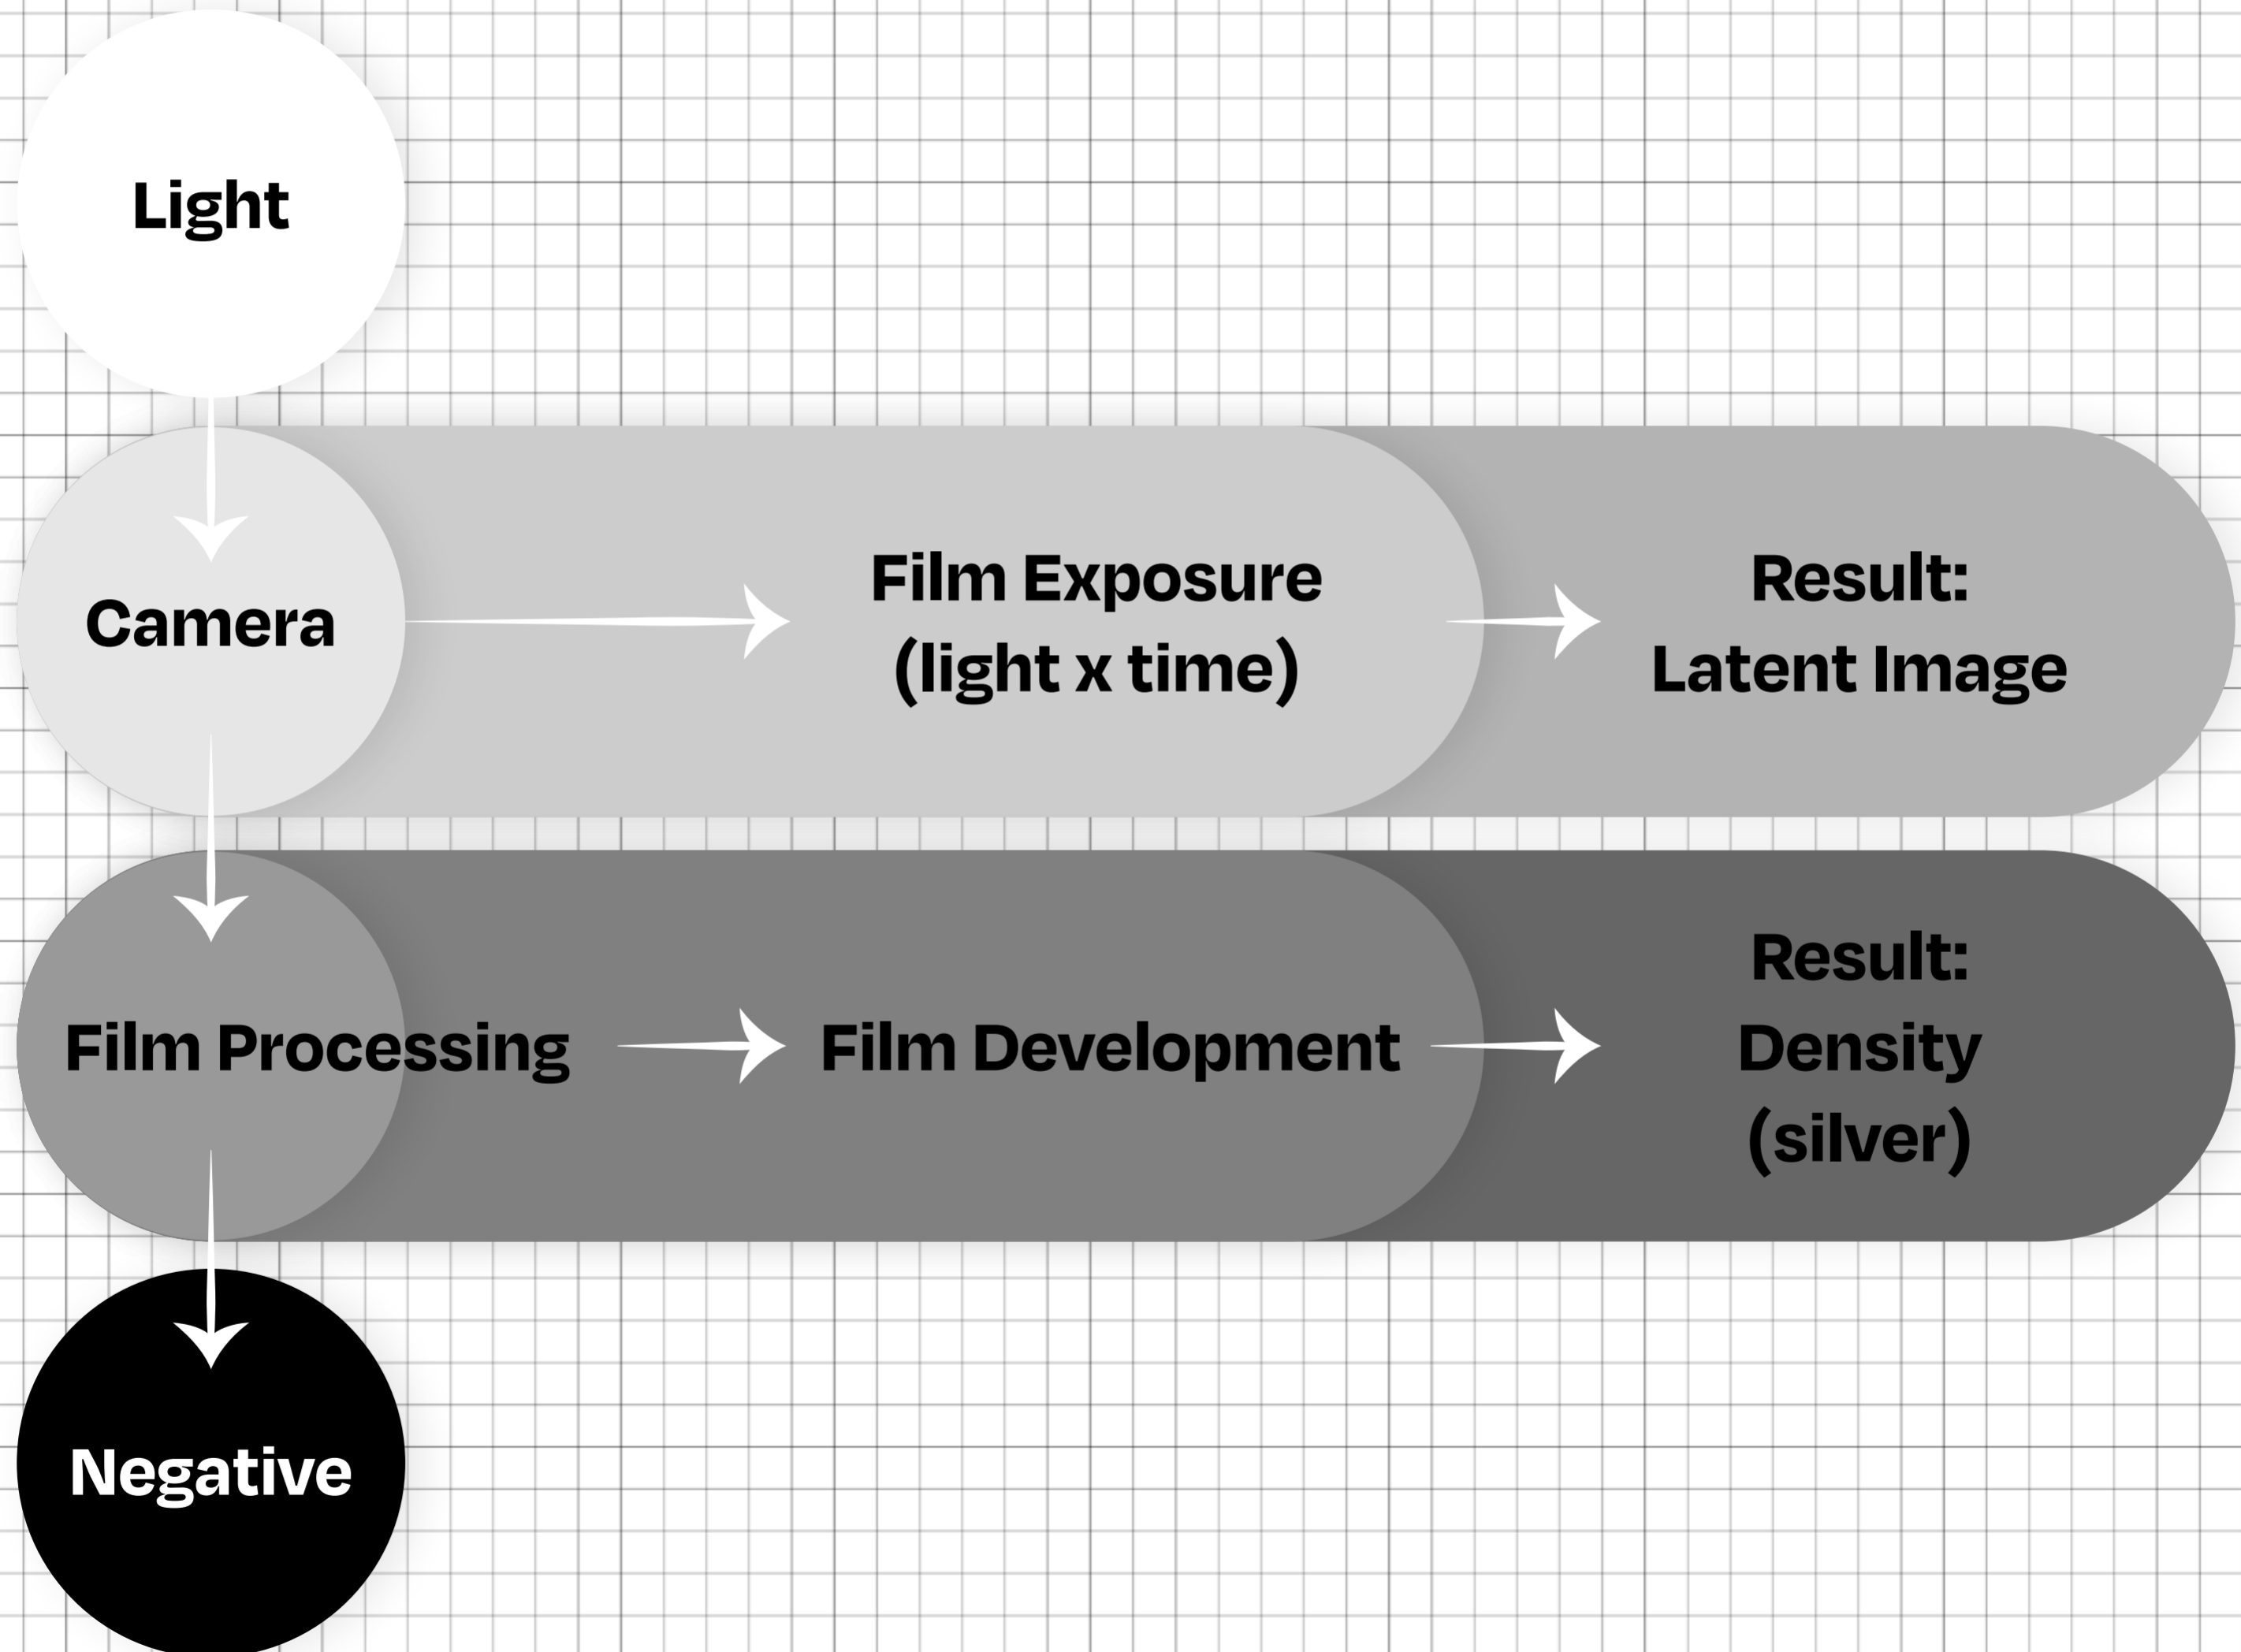 Light
Camera
Film Exposure
(light x time)
Result:
Latent Image
Film Processing
Film Development
Result:
Density
(silver)
Negative